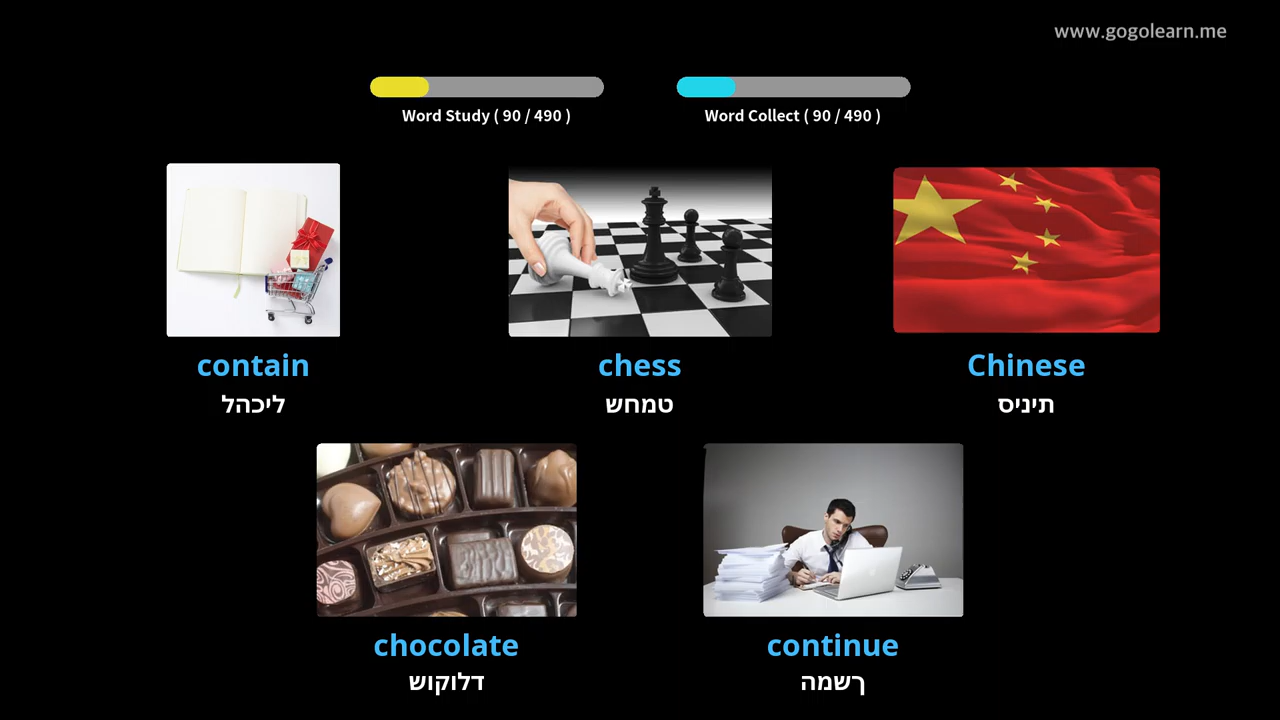 www.gogolearn.me
Word Study ( 90 / 490 )
Word Collect ( 90 / 490 )
contain
ליכהל
chess
טמחש
Chinese
תיניס
chocolate
דלוקוש
continue
ךשמה